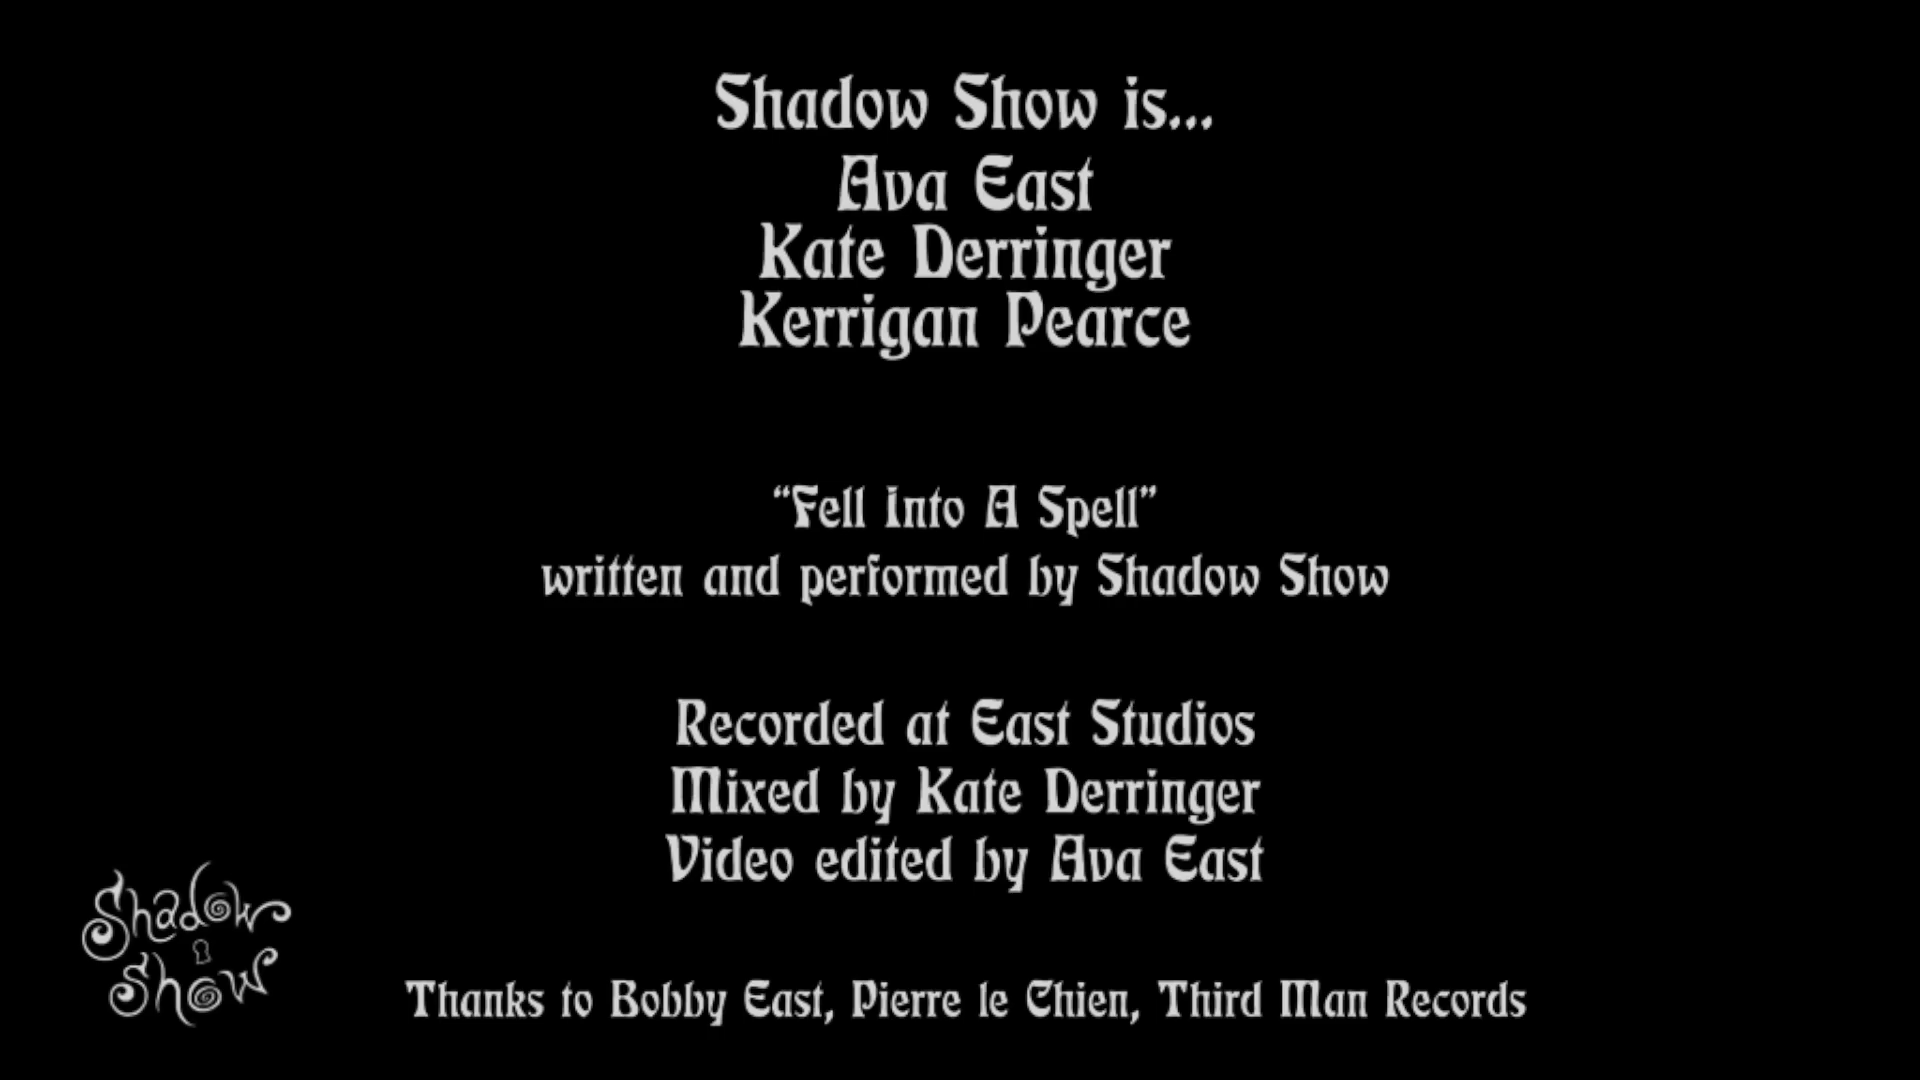 Shadow Show is...
Ava East
Kate Derringer
Kerrigan Pearce
“Fell Into A Spell”
written and performed by Shadow Show
Recorded at East Studios
Mixed by Kate Derringer
Video edited by Ava East
Shadow
Show
Thanks to Bobby East, Pierre le Chien, Third Man Records